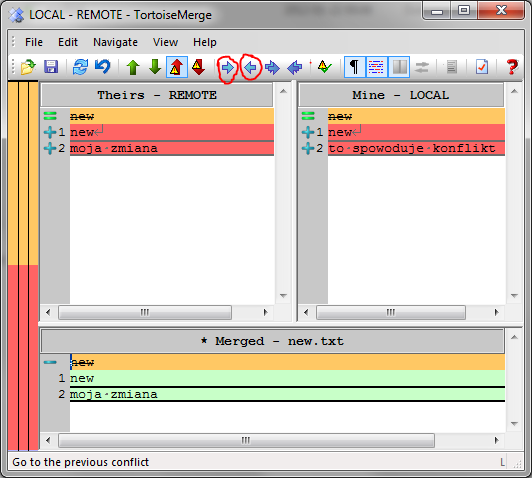 LOCAL - REMOTE - TortoiseMerge
File Edit Navigate View Help
Theirs - REMOTE
new
1 new
2 moja zmiana
Mine - LOCAL
new
1 new
2 to spowoduje konflikt
* Merged - new.txt
new
1 new
2 moja zmiana
Go to the previous conflict L